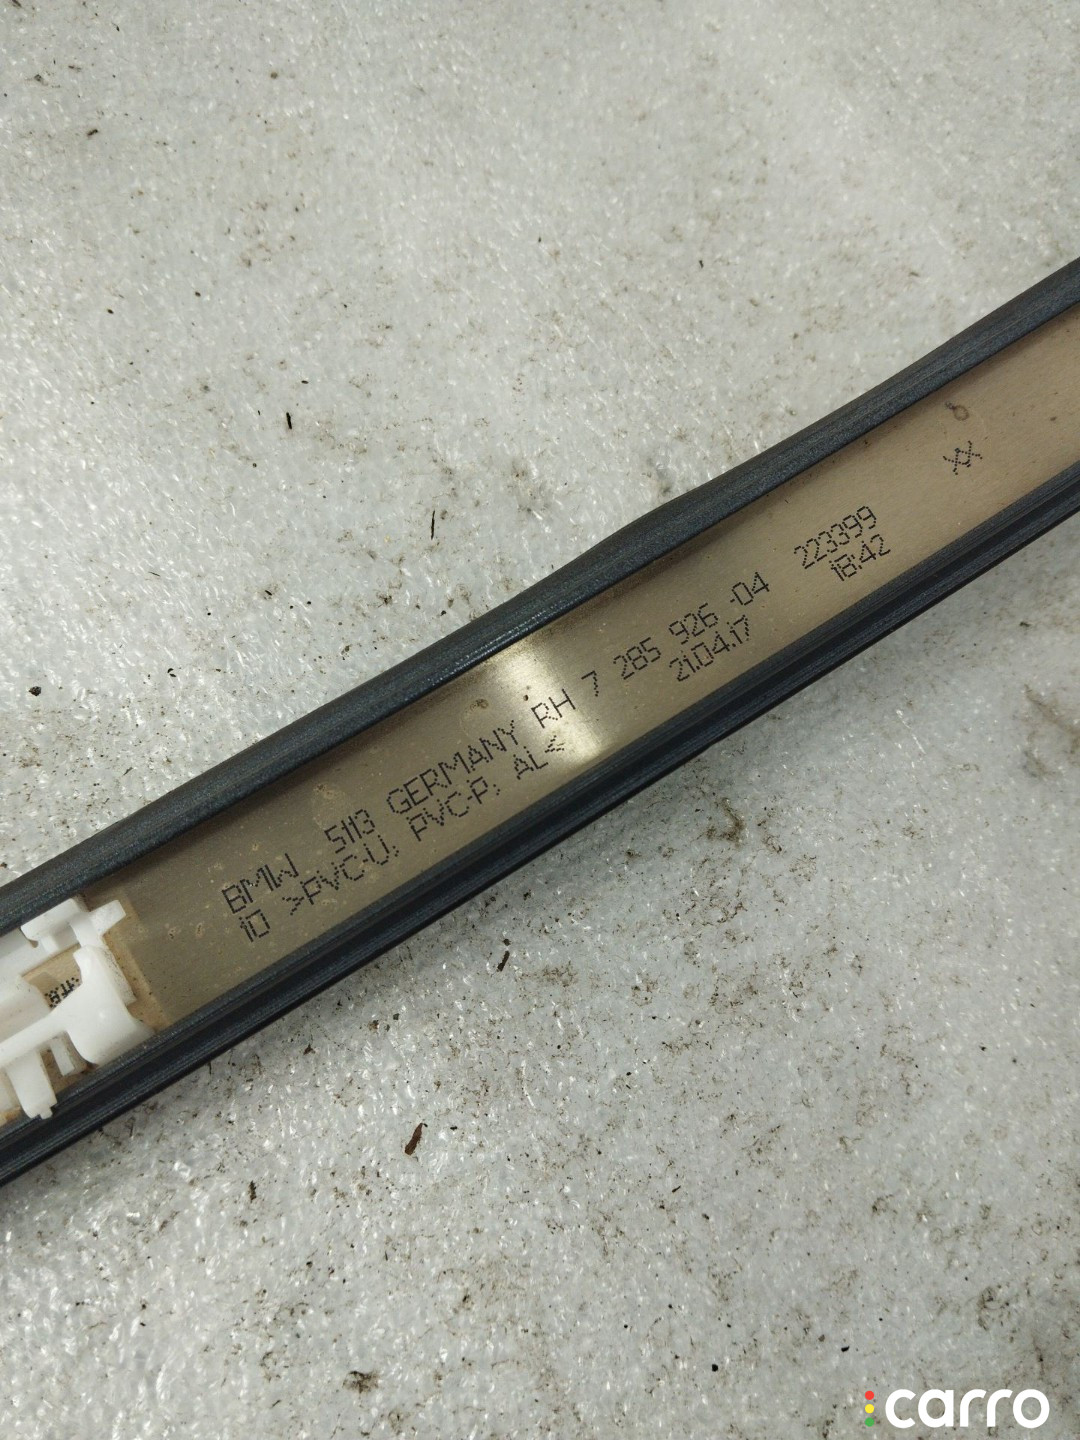 BMW 5113 GERMANY RH 7 285 926 -04 223399 XX
10 >PVC-U, PVC-P, AL< 21.04.17 18:42
carro